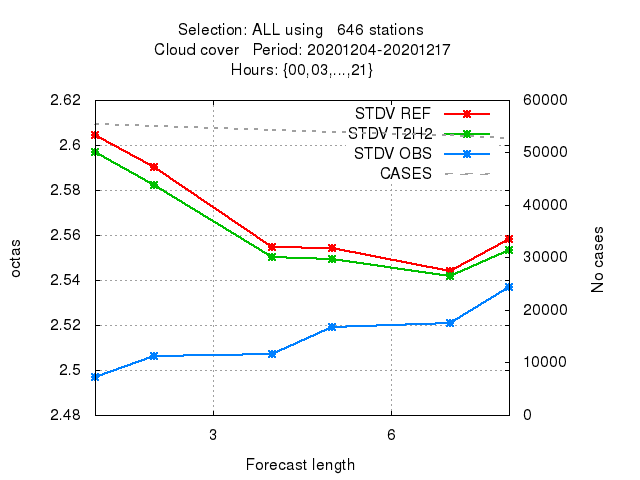 Selection: ALL using   646 stations
Cloud cover   Period: 20201204-20201217
Hours: {00,03,...,21}
2.62
2.6
2.58
2.56
2.54
2.52
2.5
2.48
octas
STDV REF
STDV T2H2
STDV OBS
CASES
60000
50000
40000
30000
20000
10000
0
No cases
3
6
Forecast length